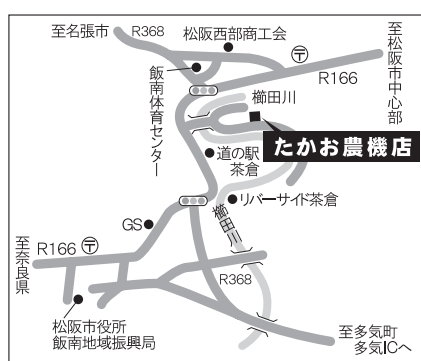 至名張市
R368
松阪西部商工会
〒
至松阪市中心部
R166
飯南体育センター
櫛田川
たかお農機店
道の駅
茶倉
リバーサイド茶倉
櫛田川
GS
R166
〒
至奈良県
R368
松阪市役所
飯南地域振興局
至多気町
多気ICへ